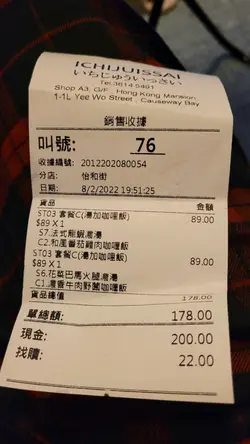 ICHIJUISSAI
いちじゅういっさい
Tel:3614 5461
Shop A3, G/F., Hong Kong Mansion,
1-1L Yee Wo Street, Causeway Bay
銷售收據
叫號: 76
收據編號: 2012202080054
分店: 怡和街
日期: 8/2/2022 19:51:25
貨品 金額
ST03 套餐C(湯加咖喱飯) 89.00
$89 X 1
S7.法式龍蝦濃湯
C2.和風蕃茄雞肉咖喱飯
ST03 套餐C(湯加咖喱飯) 89.00
$89 X 1
S6.花菜巴馬火腿濃湯
C1.濃香牛肉野菌咖喱飯
貨品總值 178.00
單總額: 178.00
現金: 200.00
找贖: 22.00